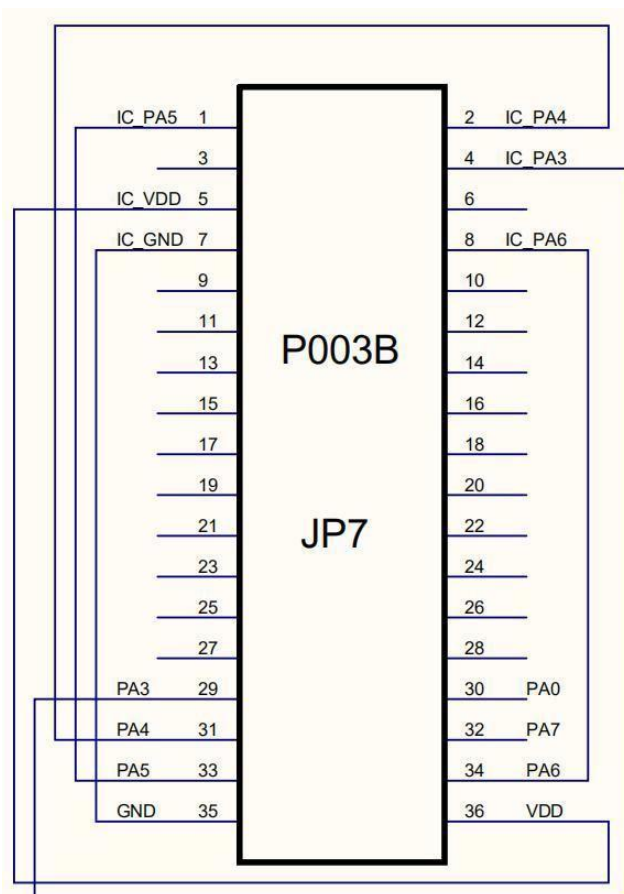 IC_PA5 1 2 IC_PA4
3 4 IC_PA3
IC_VDD 5 6
IC_GND 7 8 IC_PA6
9 10
11 12
P003B
13 14
15 16
17 18
19 20
JP7
21 22
23 24
25 26
27 28
PA3 29 30 PA0
PA4 31 32 PA7
PA5 33 34 PA6
GND 35 36 VDD